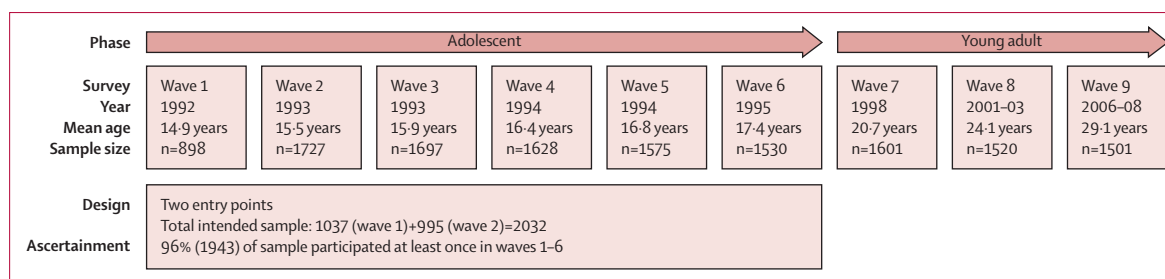 Phase Adolescent Young adult
Survey Wave 1 Wave 2 Wave 3 Wave 4 Wave 5 Wave 6 Wave 7 Wave 8 Wave 9
Year 1992 1993 1993 1994 1994 1995 1998 2001–03 2006–08
Mean age 14·9 years 15·5 years 15·9 years 16·4 years 16·8 years 17·4 years 20·7 years 24·1 years 29·1 years
Sample size n=898 n=1727 n=1697 n=1628 n=1575 n=1530 n=1601 n=1520 n=1501
Design Two entry points
Total intended sample: 1037 (wave 1)+995 (wave 2)=2032
Ascertainment 96% (1943) of sample participated at least once in waves 1–6